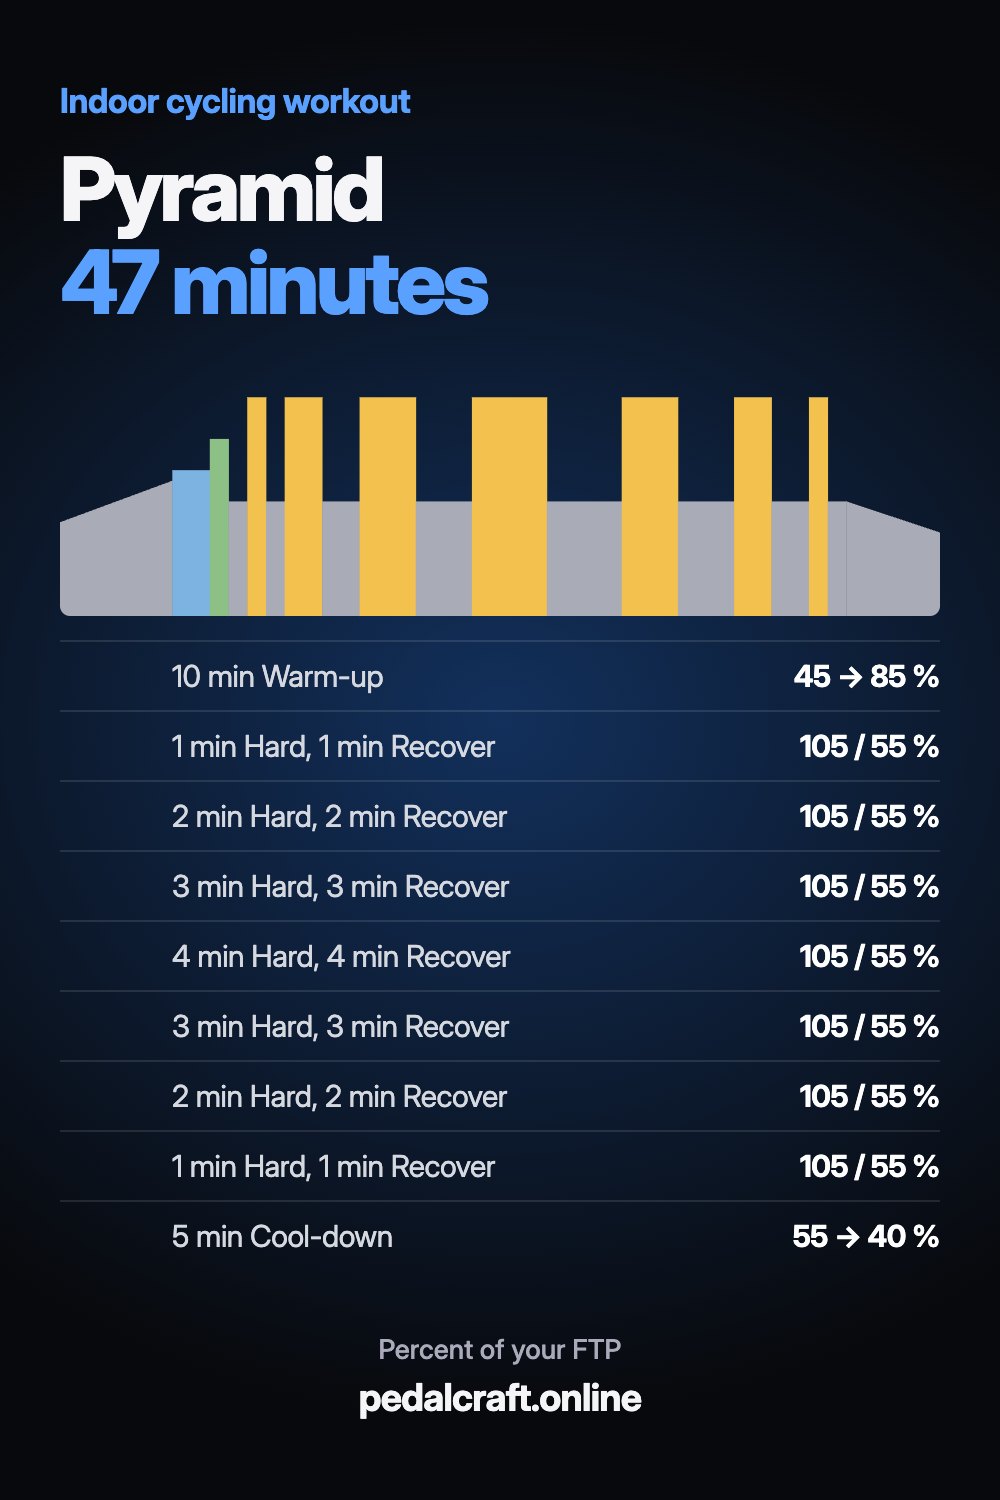 Indoor cycling workout
Pyramid
47 minutes
10 min Warm-up 45 → 85 %
1 min Hard, 1 min Recover 105 / 55 %
2 min Hard, 2 min Recover 105 / 55 %
3 min Hard, 3 min Recover 105 / 55 %
4 min Hard, 4 min Recover 105 / 55 %
3 min Hard, 3 min Recover 105 / 55 %
2 min Hard, 2 min Recover 105 / 55 %
1 min Hard, 1 min Recover 105 / 55 %
5 min Cool-down 55 → 40 %
Percent of your FTP
pedalcraft.online